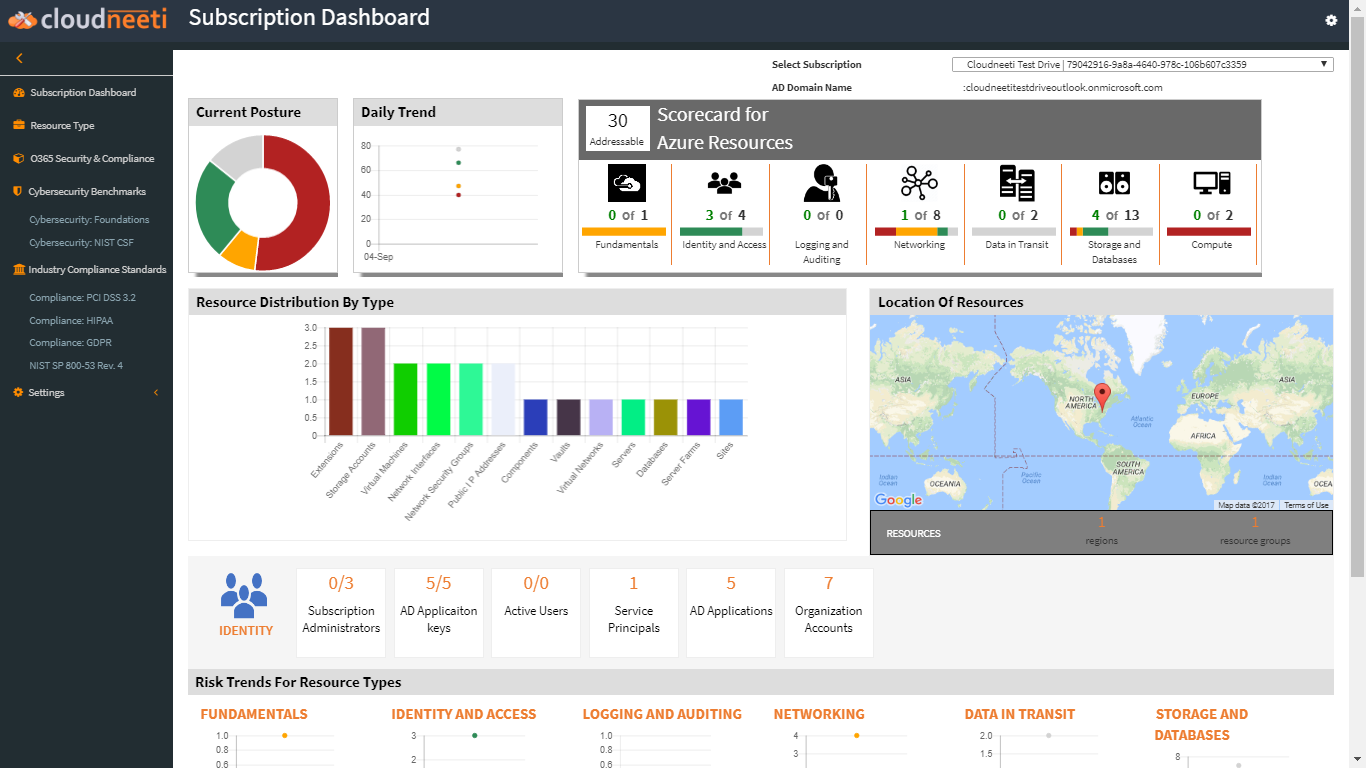 cloudneeti
Subscription Dashboard
Subscription Dashboard
Resource Type
O365 Security & Compliance
Cybersecurity Benchmarks
Cybersecurity: Foundations
Cybersecurity: NIST CSF
Industry Compliance Standards
Compliance: PCI DSS 3.2
Compliance: HIPAA
Compliance: GDPR
NIST SP 800-53 Rev. 4
Settings
Select Subscription
Cloudneeti Test Drive | 79042916-9a8a-4640-978c-106b607c3359
AD Domain Name
:cloudneetitestdriveoutlook.onmicrosoft.com
Current Posture
Daily Trend
80
60
40
20
0
04-Sep
30
Addressable
Scorecard for
Azure Resources
0 of 1
Fundamentals
3 of 4
Identity and Access
0 of 0
Logging and
Auditing
1 of 8
Networking
0 of 2
Data in Transit
4 of 13
Storage and
Databases
0 of 2
Compute
Resource Distribution By Type
3.0
2.5
2.0
1.5
1.0
0.5
0
Extensions
Storage Accounts
Virtual Machines
Network Interfaces
Network Security Groups
Public I P Addresses
Components
Vaults
Virtual Networks
Servers
Databases
Server Farms
Sites
Location Of Resources
ASIA
NORTH
AMERICA
Atlantic
Ocean
EUROPE
ASIA
AFRICA
SOUTH
AMERICA
Indian
Ocean
OCEANIA
Pacific
Ocean
Indian
Ocean
OCEA
Google
Map data ©2017
Terms of Use
RESOURCES
1
regions
1
resource groups
IDENTITY
0/3
Subscription
Administrators
5/5
AD Applicaiton
keys
0/0
Active Users
1
Service
Principals
5
AD Applications
7
Organization
Accounts
Risk Trends For Resource Types
FUNDAMENTALS
1.0
0.8
0.6
IDENTITY AND ACCESS
3
2
LOGGING AND AUDITING
1.0
0.8
0.6
NETWORKING
4
3
DATA IN TRANSIT
2.0
1.5
STORAGE AND
DATABASES
8